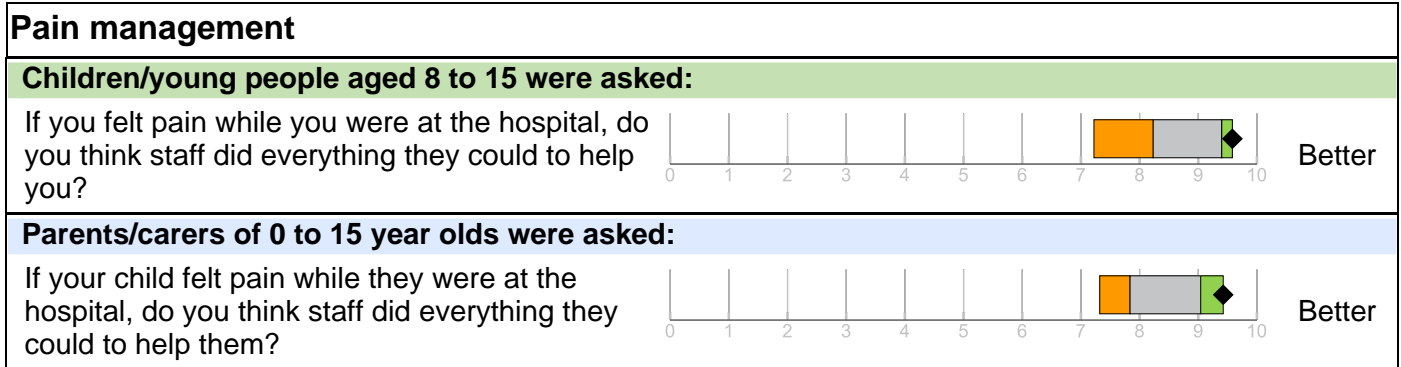 Pain management
Children/young people aged 8 to 15 were asked:
If you felt pain while you were at the hospital, do
you think staff did everything they could to help
you?
0 1 2 3 4 5 6 7 8 9 10
Better
Parents/carers of 0 to 15 year olds were asked:
If your child felt pain while they were at the
hospital, do you think staff did everything they
could to help them?
0 1 2 3 4 5 6 7 8 9 10
Better